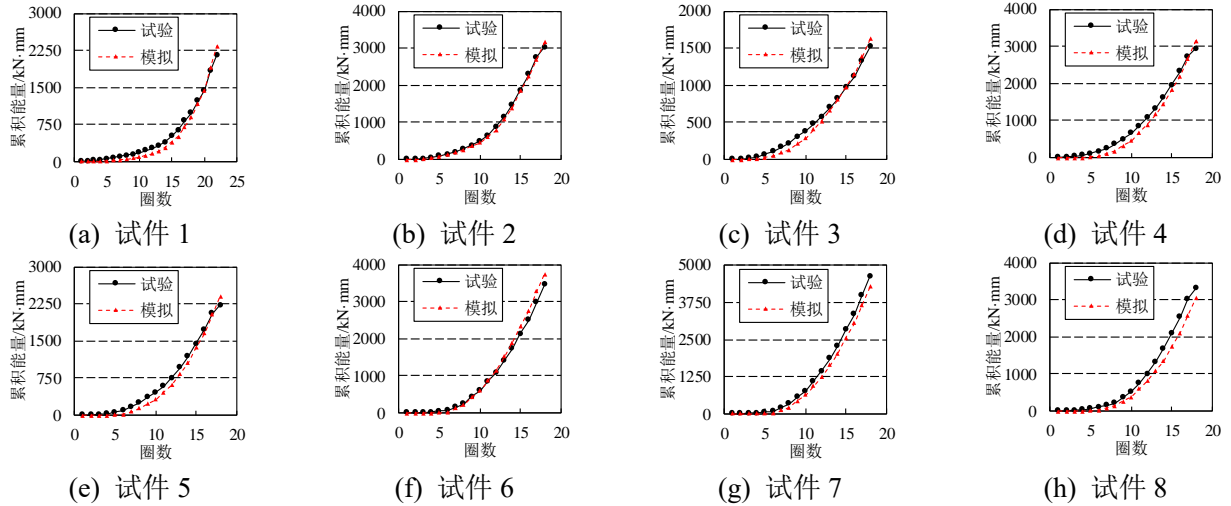 累积能量/kN·mm
3000
2250
1500
750
0
试验
模拟
0 5 10 15 20 25
圈数
(a) 试件 1
累积能量/kN·mm
4000
3000
2000
1000
0
试验
模拟
0 5 10 15 20
圈数
(b) 试件 2
累积能量/kN·mm
2000
1500
1000
500
0
试验
模拟
0 5 10 15 20
圈数
(c) 试件 3
累积能量/kN·mm
4000
3000
2000
1000
0
试验
模拟
0 5 10 15 20
圈数
(d) 试件 4
累积能量/kN·mm
3000
2250
1500
750
0
试验
模拟
0 5 10 15 20
圈数
(e) 试件 5
累积能量/kN·mm
4000
3000
2000
1000
0
试验
模拟
0 5 10 15 20
圈数
(f) 试件 6
累积能量/kN·mm
5000
3750
2500
1250
0
试验
模拟
0 5 10 15 20
圈数
(g) 试件 7
累积能量/kN·mm
4000
3000
2000
1000
0
试验
模拟
0 5 10 15 20
圈数
(h) 试件 8